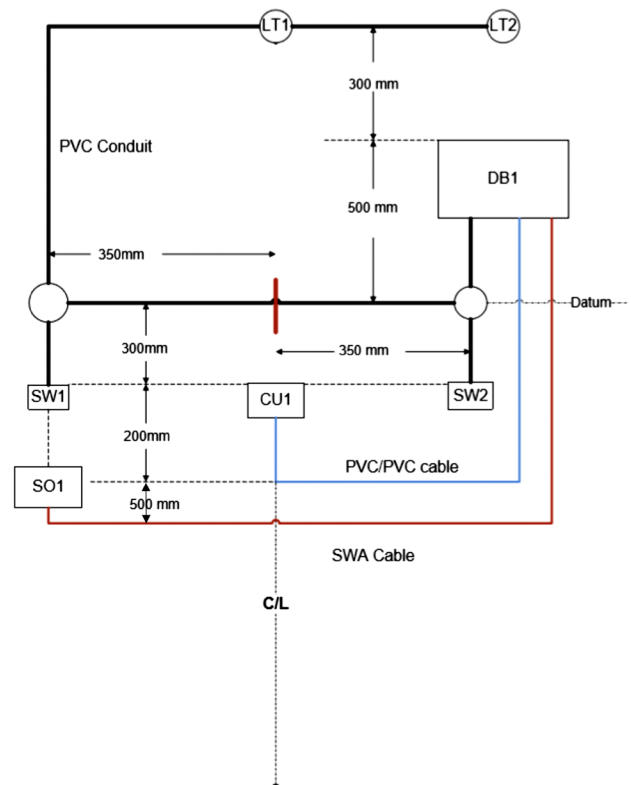 LT1
LT2
300 mm
PVC Conduit
DB1
500 mm
350mm
Datum
300mm
350 mm
SW1
CU1
SW2
200mm
PVC/PVC cable
SO1
500 mm
SWA Cable
C/L